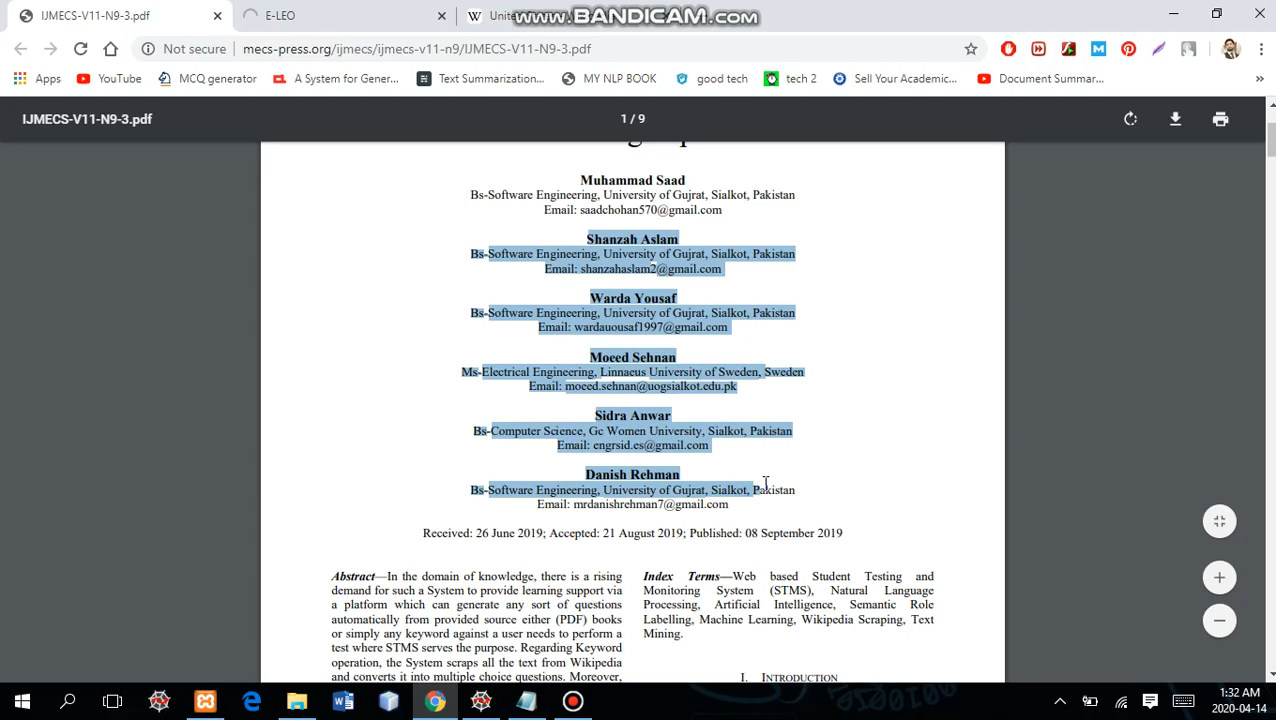 IJMECS-V11-N9-3.pdf
E-LEO
United
www.BANDICAM.com
Not secure | mecs-press.org/ijmecs/ijmecs-v11-n9/IJMECS-V11-N9-3.pdf
Apps YouTube MCQ generator A System for Gener... Text Summarization... MY NLP BOOK good tech tech 2 Sell Your Academic... Document Summar... »
IJMECS-V11-N9-3.pdf 1 / 9
Muhammad Saad
Bs-Software Engineering, University of Gujrat, Sialkot, Pakistan
Email: saadchohan570@gmail.com
Shanzah Aslam
Bs-Software Engineering, University of Gujrat, Sialkot, Pakistan
Email: shanzahaslam2@gmail.com
Warda Yousaf
Bs-Software Engineering, University of Gujrat, Sialkot, Pakistan
Email: wardauousaf1997@gmail.com
Moeed Sehnan
Ms-Electrical Engineering, Linnaeus University of Sweden, Sweden
Email: moeed.sehnan@uogsialkot.edu.pk
Sidra Anwar
Bs-Computer Science, Gc Women University, Sialkot, Pakistan
Email: engrsid.es@gmail.com
Danish Rehman
Bs-Software Engineering, University of Gujrat, Sialkot, Pakistan
Email: mrdanishrehman7@gmail.com
Received: 26 June 2019; Accepted: 21 August 2019; Published: 08 September 2019
Abstract—In the domain of knowledge, there is a rising
demand for such a System to provide learning support via
a platform which can generate any sort of questions
automatically from provided source either (PDF) books
or simply any keyword against a user needs to perform a
test where STMS serves the purpose. Regarding Keyword
operation, the System scraps all the text from Wikipedia
and converts it into multiple choice questions. Moreover,
Index Terms—Web based Student Testing and
Monitoring System (STMS), Natural Language
Processing, Artificial Intelligence, Semantic Role
Labelling, Machine Learning, Wikipedia Scraping, Text
Mining.
I. INTRODUCTION
1:32 AM
2020-04-14